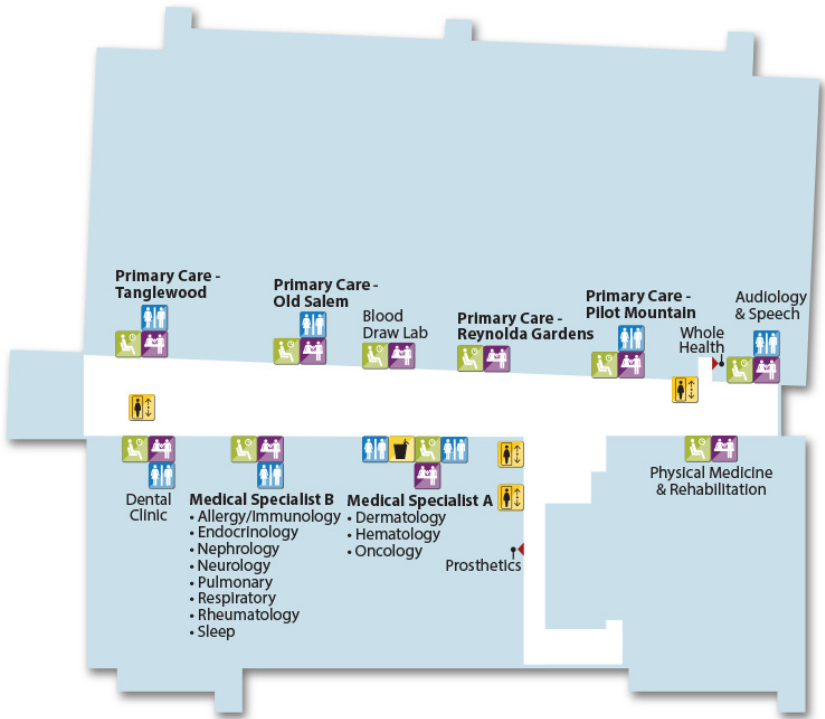 Primary Care -
Tanglewood
Primary Care -
Old Salem
Blood
Draw Lab
Primary Care -
Reynolda Gardens
Primary Care -
Pilot Mountain
Whole
Health
Audiology
& Speech
Dental
Clinic
Medical Specialist B
• Allergy/Immunology
• Endocrinology
• Nephrology
• Neurology
• Pulmonary
• Respiratory
• Rheumatology
• Sleep
Medical Specialist A
• Dermatology
• Hematology
• Oncology
Prosthetics
Physical Medicine
& Rehabilitation